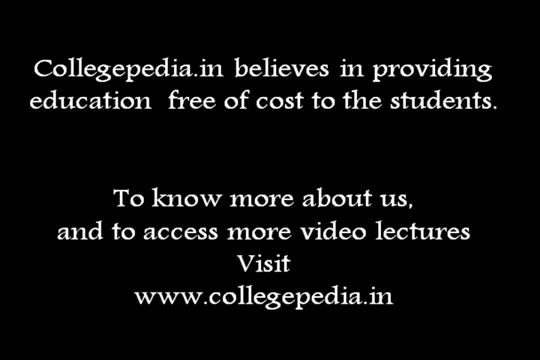 Collegepedia.in believes in providing
education free of cost to the students.
To know more about us,
and to access more video lectures
Visit
www.collegepedia.in